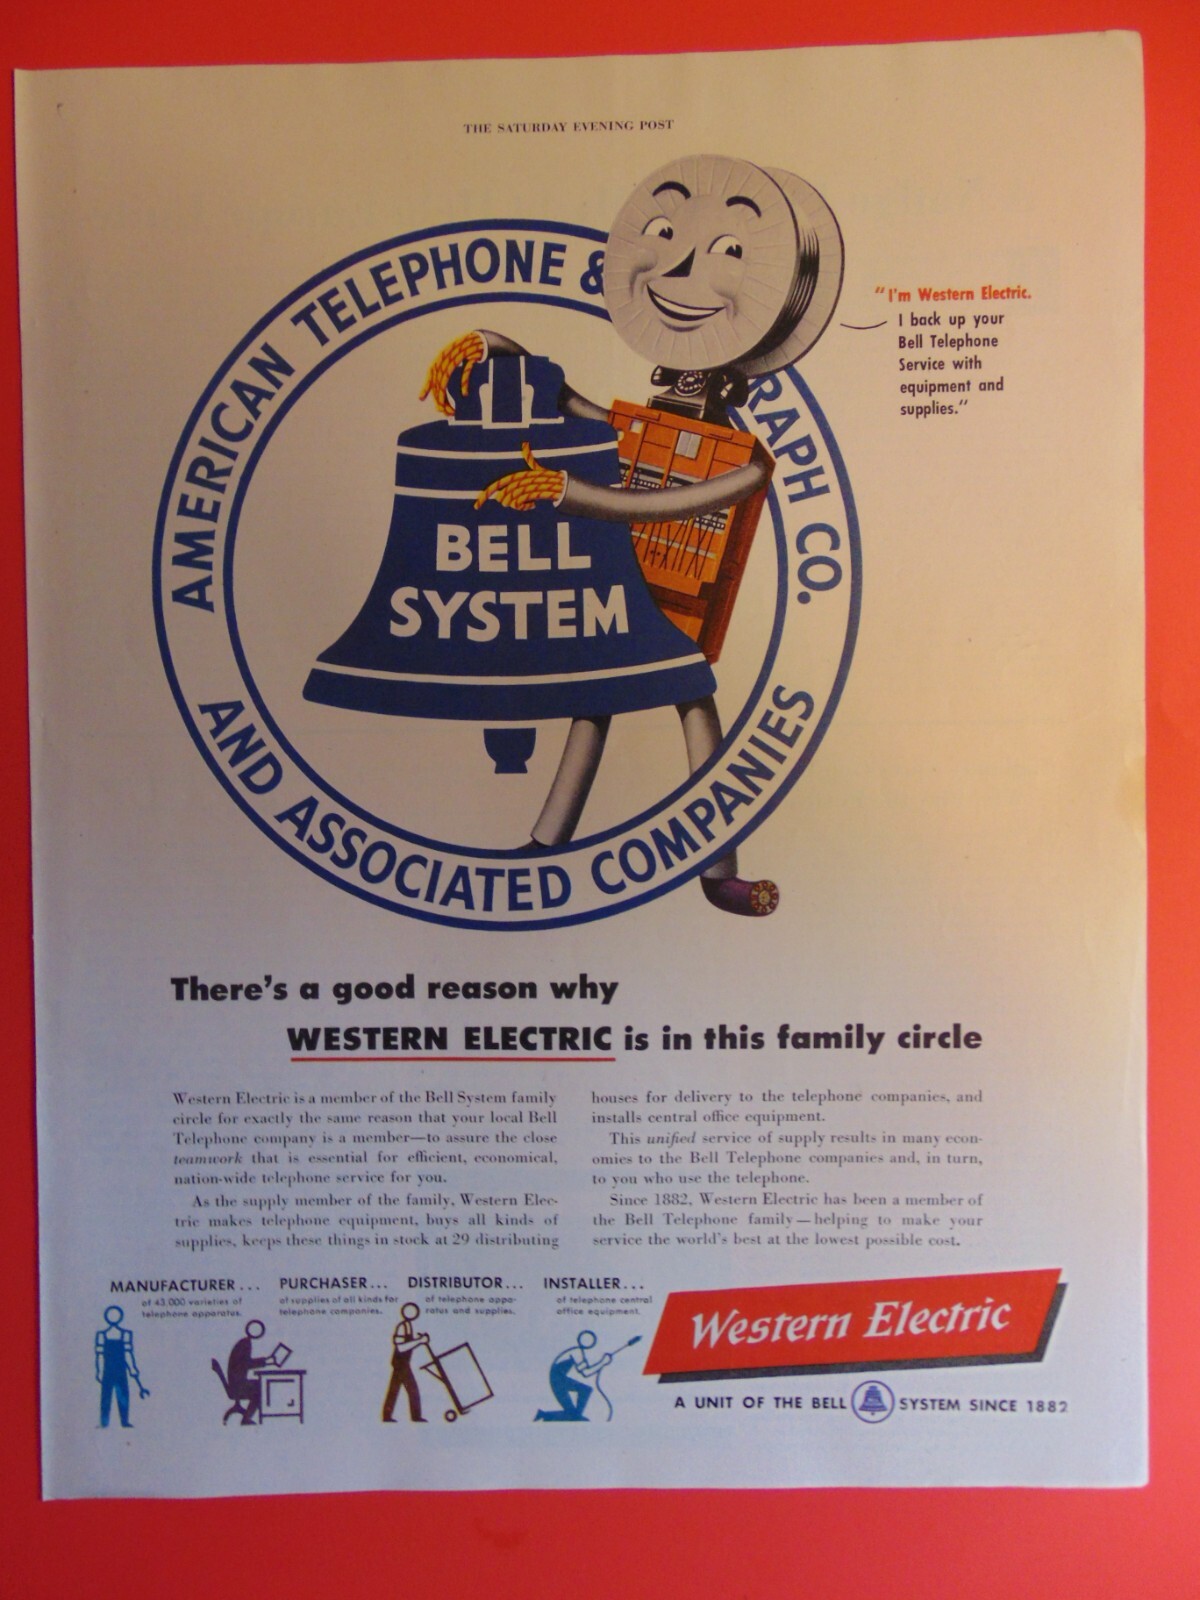 THE SATURDAY EVENING POST
AMERICAN TELEPHONE &
RAPH CO.
AND ASSOCIATED COMPANIES
BELL
SYSTEM
"I'm Western Electric.
I back up your
Bell Telephone
Service with
equipment and
supplies."
There's a good reason why
WESTERN ELECTRIC is in this family circle
Western Electric is a member of the Bell System family
circle for exactly the same reason that your local Bell
Telephone company is a member—to assure the close
teamwork that is essential for efficient, economical,
nation-wide telephone service for you.
As the supply member of the family, Western Elec-
tric makes telephone equipment, buys all kinds of
supplies, keeps these things in stock at 29 distributing
houses for delivery to the telephone companies, and
installs central office equipment.
This unified service of supply results in many econ-
omies to the Bell Telephone companies and, in turn,
to you who use the telephone.
Since 1882, Western Electric has been a member of
the Bell Telephone family—helping to make your
service the world's best at the lowest possible cost.
MANUFACTURER...
of 43,000 varieties of
telephone apparatus.
PURCHASER...
of supplies of all kinds for
telephone companies.
DISTRIBUTOR...
of telephone appa-
ratus and supplies.
INSTALLER...
of telephone central
office equipment.
Western Electric
A UNIT OF THE BELL SYSTEM SINCE 1882